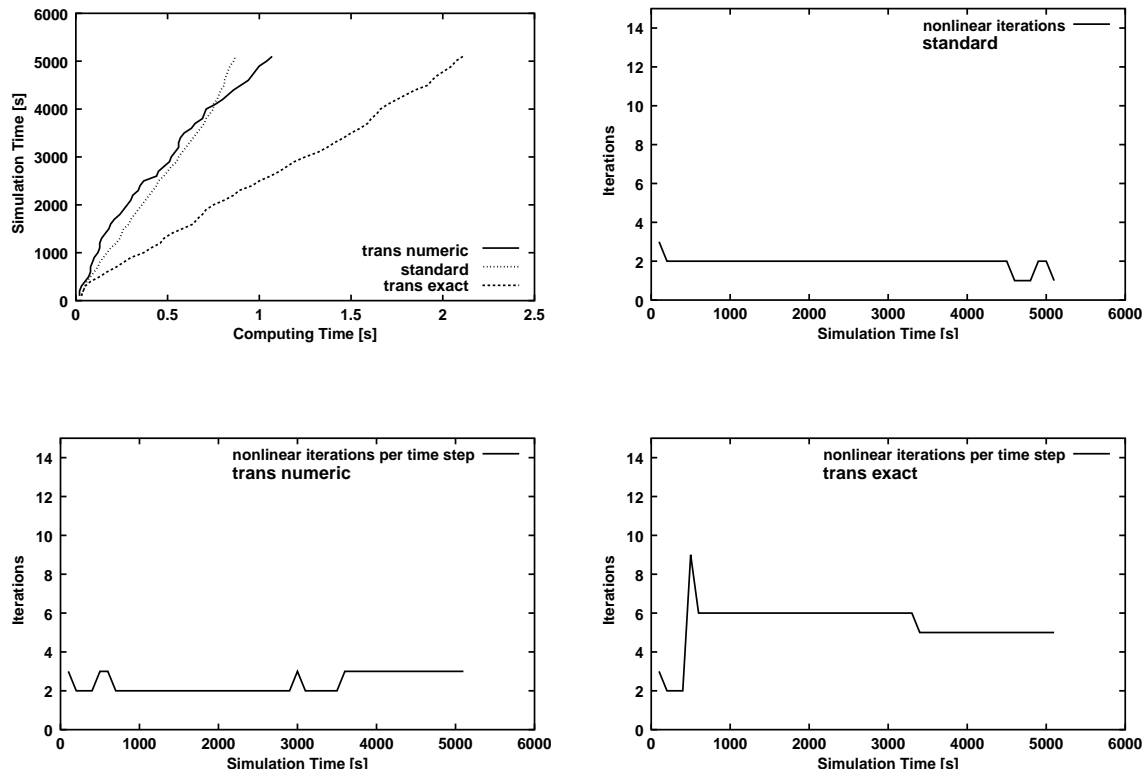 6000
5000
4000
3000
2000
1000
0
Simulation Time [s]
trans numeric
standard
trans exact
0 0.5 1 1.5 2 2.5
Computing Time [s]
14
12
10
8
6
4
2
0
Iterations
nonlinear iterations
standard
0 1000 2000 3000 4000 5000 6000
Simulation Time [s]
14
12
10
8
6
4
2
0
Iterations
nonlinear iterations per time step
trans numeric
0 1000 2000 3000 4000 5000 6000
Simulation Time [s]
14
12
10
8
6
4
2
0
Iterations
nonlinear iterations per time step
trans exact
0 1000 2000 3000 4000 5000 6000
Simulation Time [s]